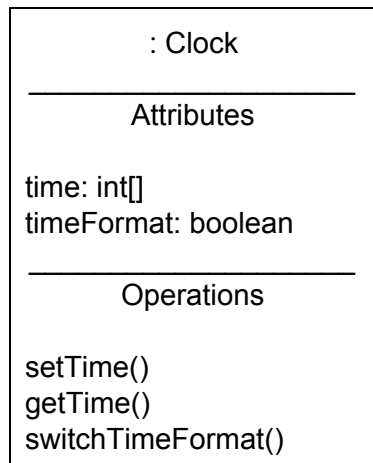 : Clock
Attributes
time: int[]
timeFormat: boolean
Operations
setTime()
getTime()
switchTimeFormat()